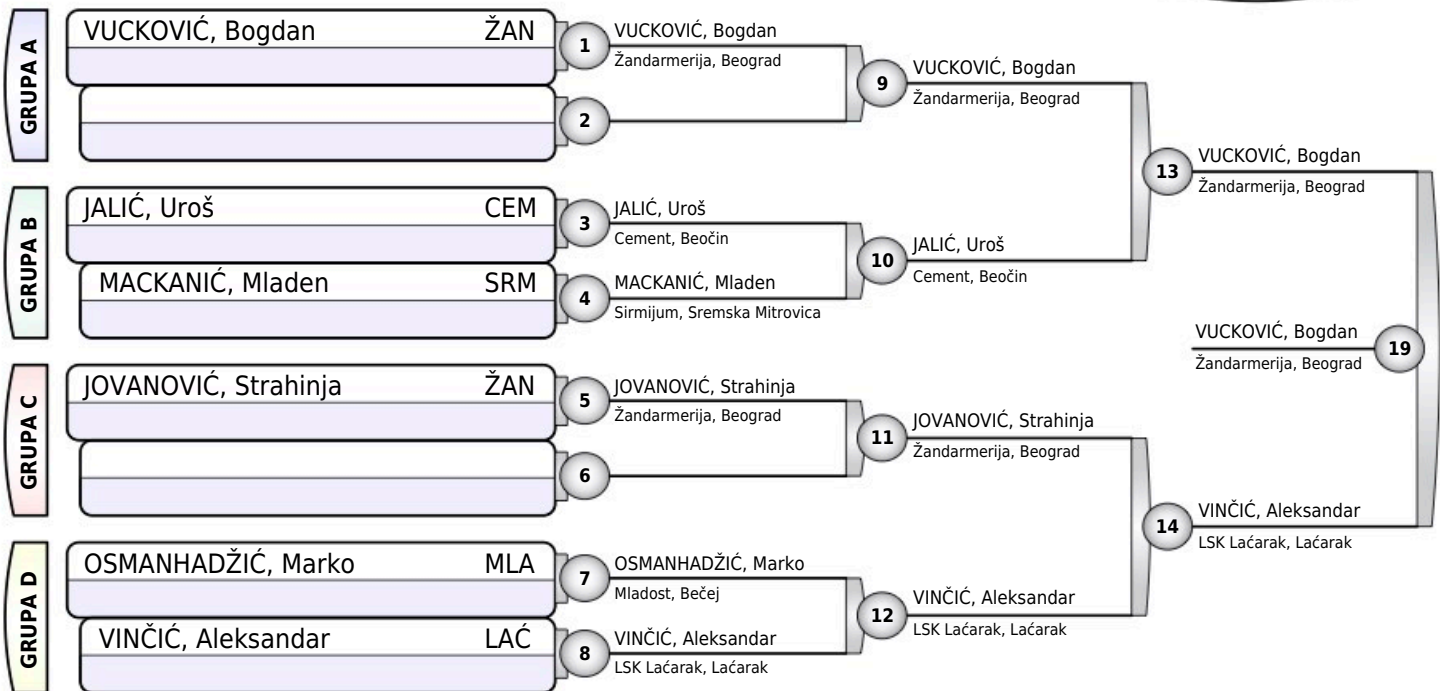 GRUPA A
VUCKOVIĆ, Bogdan ŽAN
1
VUCKOVIĆ, Bogdan
Žandarmerija, Beograd
2
9
VUCKOVIĆ, Bogdan
Žandarmerija, Beograd
GRUPA B
JALIĆ, Uroš CEM
3
JALIĆ, Uroš
Cement, Beočin
MACKANIĆ, Mladen SRM
4
MACKANIĆ, Mladen
Sirmijum, Sremska Mitrovica
10
JALIĆ, Uroš
Cement, Beočin
13
VUCKOVIĆ, Bogdan
Žandarmerija, Beograd
GRUPA C
JOVANOVIĆ, Strahinja ŽAN
5
JOVANOVIĆ, Strahinja
Žandarmerija, Beograd
6
11
JOVANOVIĆ, Strahinja
Žandarmerija, Beograd
GRUPA D
OSMANHADŽIĆ, Marko MLA
7
OSMANHADŽIĆ, Marko
Mladost, Bečej
VINČIĆ, Aleksandar LAĆ
8
VINČIĆ, Aleksandar
LSK Laćarak, Laćarak
12
VINČIĆ, Aleksandar
LSK Laćarak, Laćarak
14
VINČIĆ, Aleksandar
LSK Laćarak, Laćarak
VUCKOVIĆ, Bogdan
Žandarmerija, Beograd
19